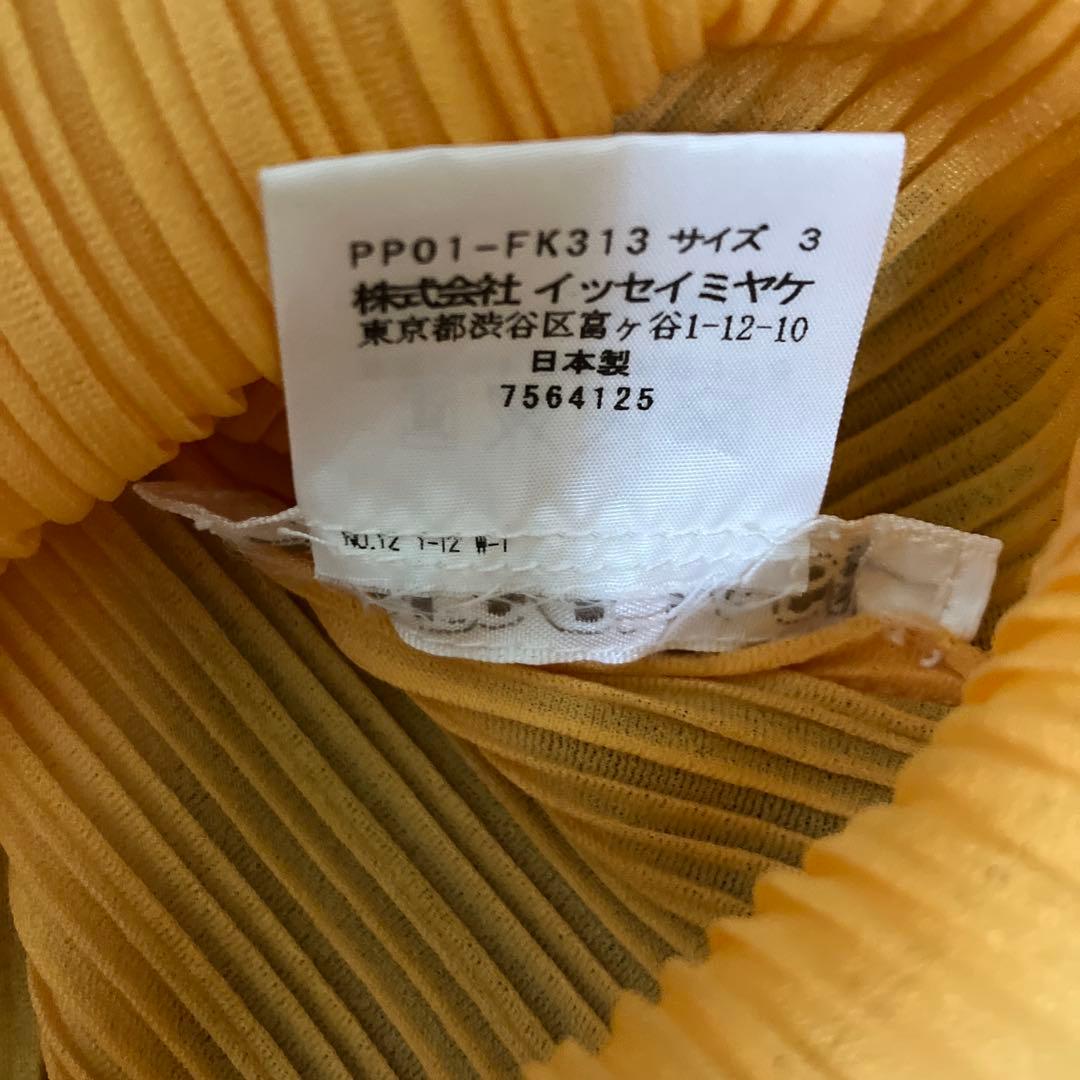 PP01-FK313 サイズ 3
株式会社 イッセイミヤケ
東京都渋谷区富ヶ谷1-12-10
日本製
7564125
NO.12 1-12 W-1